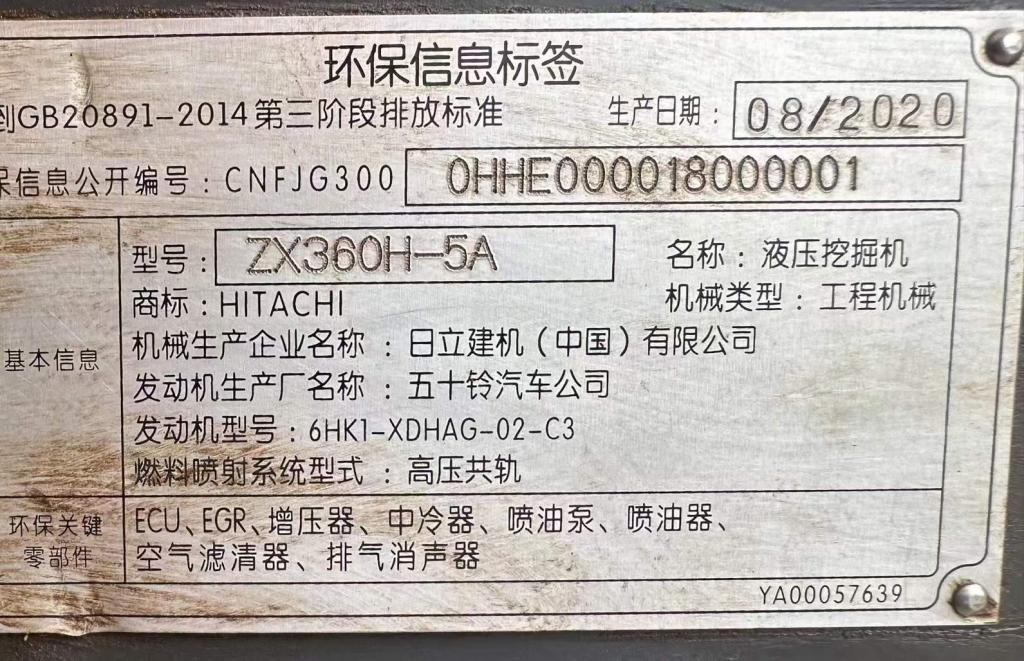 环保信息标签
到GB20891-2014第三阶段排放标准 生产日期：08/2020
保信息公开编号：CNFJG300 0HHE000018000001
型号：ZX360H-5A 名称：液压挖掘机
商标：HITACHI 机械类型：工程机械
机械生产企业名称：日立建机（中国）有限公司
基本信息
发动机生产厂名称：五十铃汽车公司
发动机型号：6HK1-XDHAG-02-C3
燃料喷射系统型式：高压共轨
环保关键
零部件
ECU、EGR、增压器、中冷器、喷油泵、喷油器、
空气滤清器、排气消声器
YA00057639